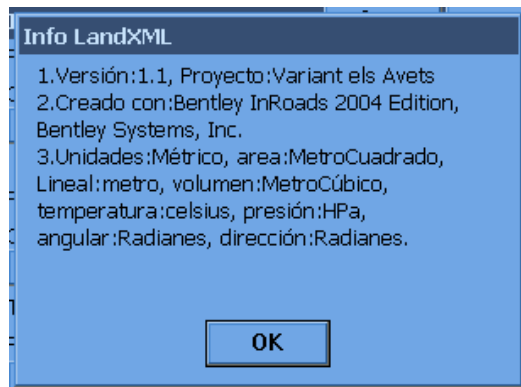 Info LandXML
1.Versión:1.1, Proyecto:Variant els Avets
2.Creado con:Bentley InRoads 2004 Edition,
Bentley Systems, Inc.
3.Unidades:Métrico, area:MetroCuadrado,
Lineal:metro, volumen:MetroCúbico,
temperatura:celsius, presión:HPa,
angular:Radianes, dirección:Radianes.
OK